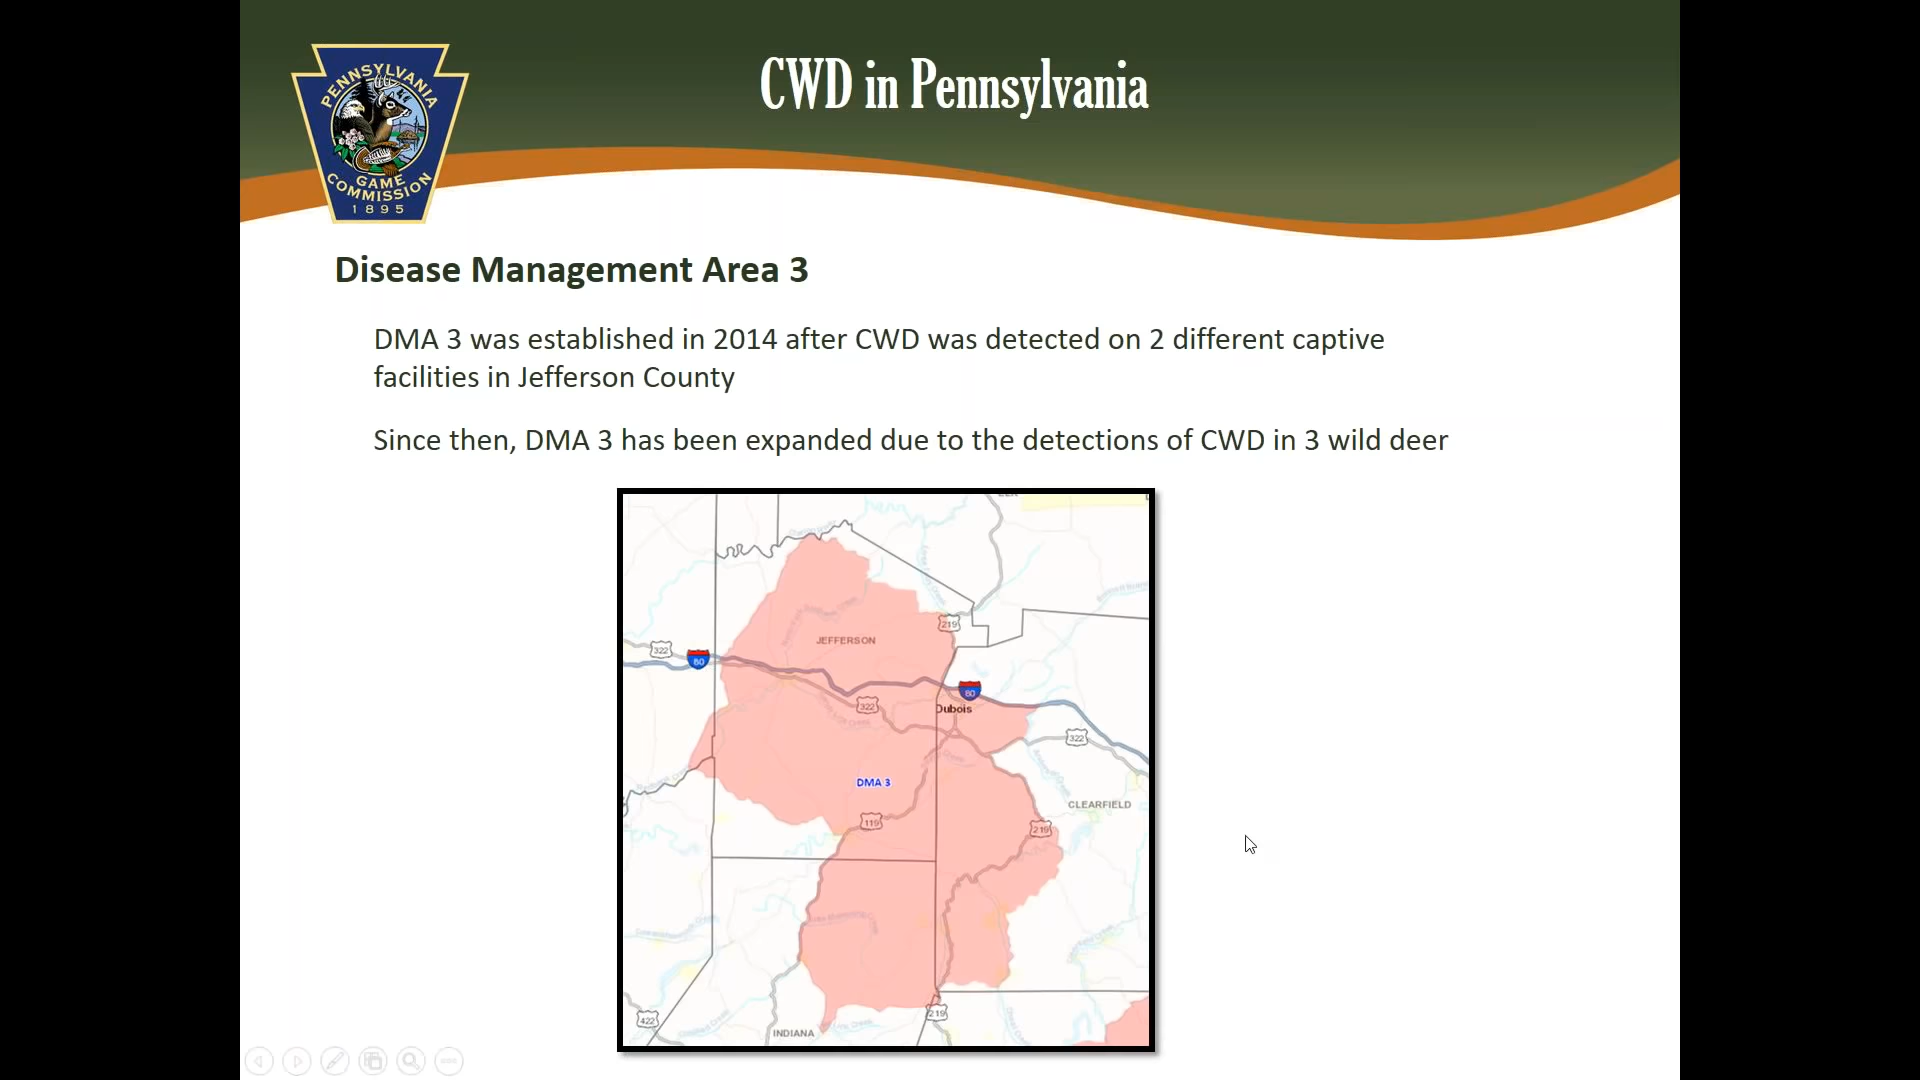 CWD in Pennsylvania
PENNSYLVANIA
GAME
COMMISSION
1895
Disease Management Area 3
DMA 3 was established in 2014 after CWD was detected on 2 different captive
facilities in Jefferson County
Since then, DMA 3 has been expanded due to the detections of CWD in 3 wild deer
219
JEFFERSON
322
80
80
322
Dubois
322
DMA 3
CLEARFIELD
119
219
219
422
INDIANA